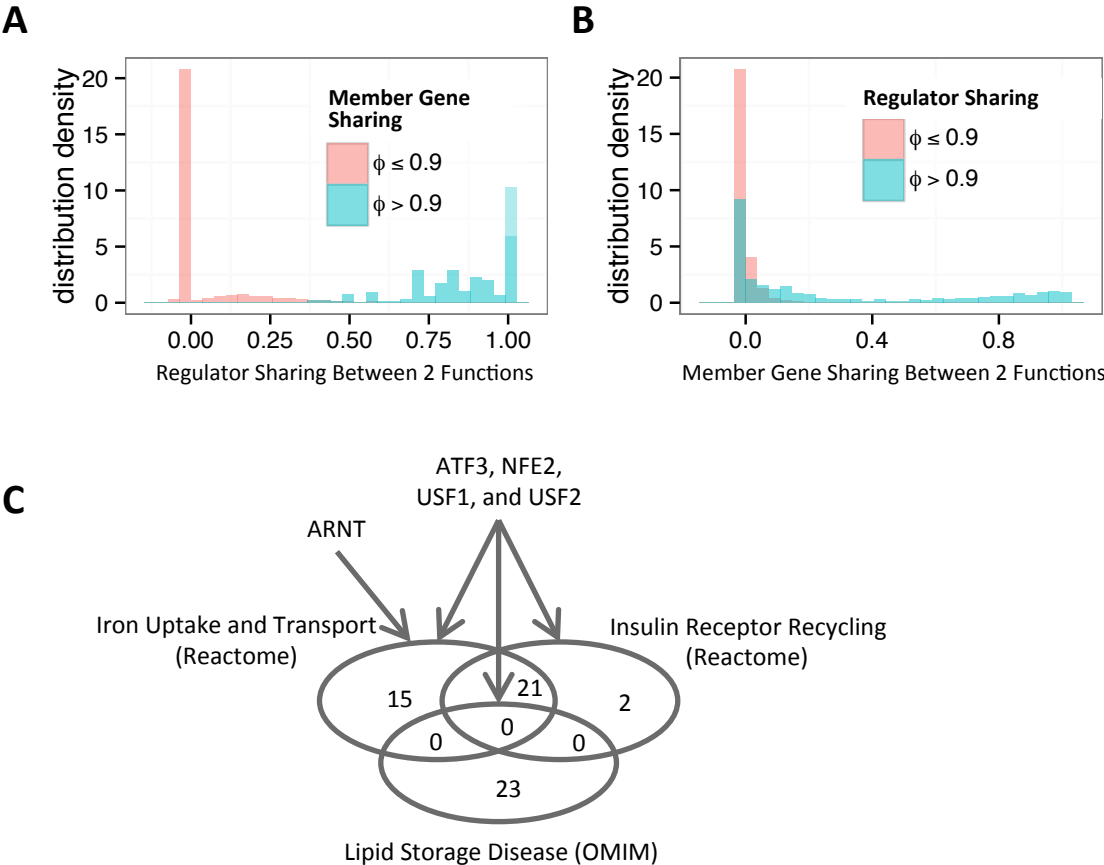 A
20
15
10
5
0
distribution density
Member Gene
Sharing
ϕ ≤ 0.9
ϕ > 0.9
0.00 0.25 0.50 0.75 1.00
Regulator Sharing Between 2 Functions
B
20
15
10
5
0
distribution density
Regulator Sharing
ϕ ≤ 0.9
ϕ > 0.9
0.0 0.4 0.8
Member Gene Sharing Between 2 Functions
C
ATF3, NFE2,
USF1, and USF2
ARNT
Iron Uptake and Transport
(Reactome)
Insulin Receptor Recycling
(Reactome)
15
21
2
0
0
0
23
Lipid Storage Disease (OMIM)